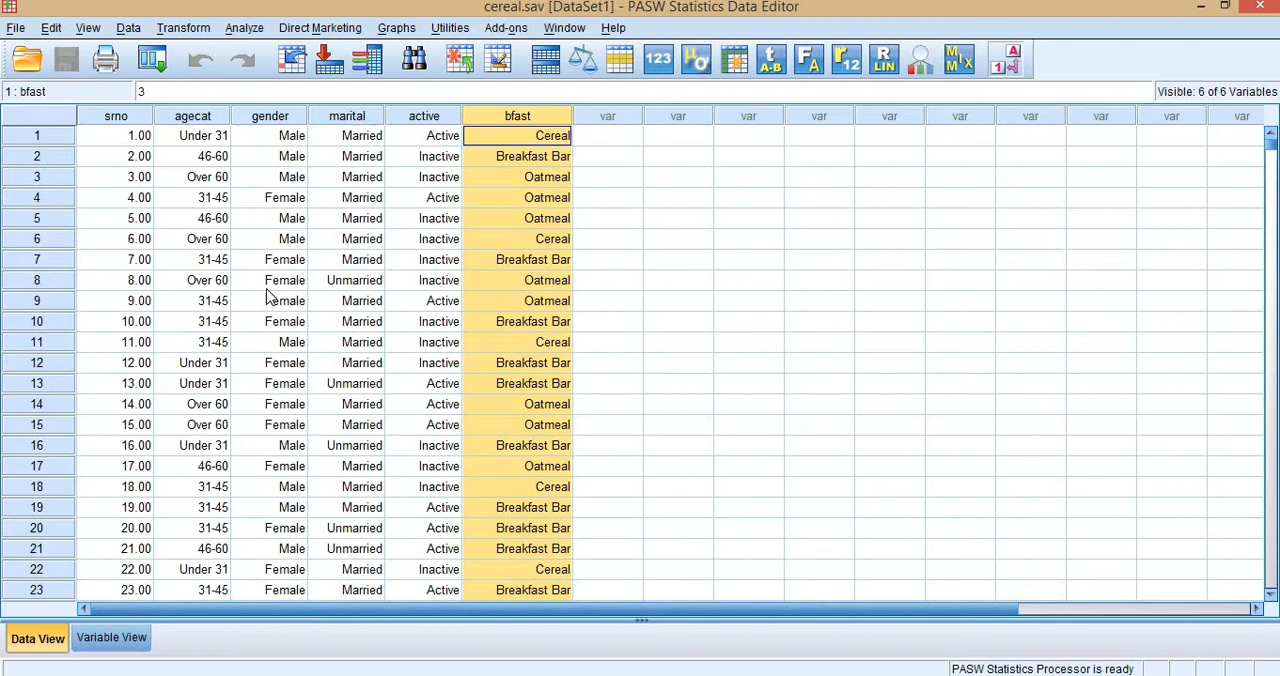 cereal.sav [DataSet1] - PASW Statistics Data Editor
File Edit View Data Transform Analyze Direct Marketing Graphs Utilities Add-ons Window Help
1 : bfast 3 Visible: 6 of 6 Variables
srno agecat gender marital active bfast var var var var var var var var var var
1 1.00 Under 31 Male Married Active Cereal
2 2.00 46-60 Male Married Inactive Breakfast Bar
3 3.00 Over 60 Male Married Inactive Oatmeal
4 4.00 31-45 Female Married Active Oatmeal
5 5.00 46-60 Male Married Inactive Oatmeal
6 6.00 Over 60 Male Married Inactive Cereal
7 7.00 31-45 Female Married Inactive Breakfast Bar
8 8.00 Over 60 Female Unmarried Inactive Oatmeal
9 9.00 31-45 Female Married Active Oatmeal
10 10.00 31-45 Female Married Inactive Breakfast Bar
11 11.00 31-45 Male Married Inactive Cereal
12 12.00 Under 31 Female Married Inactive Breakfast Bar
13 13.00 Under 31 Female Unmarried Active Breakfast Bar
14 14.00 Over 60 Female Married Active Oatmeal
15 15.00 Over 60 Female Married Active Oatmeal
16 16.00 Under 31 Male Unmarried Inactive Breakfast Bar
17 17.00 46-60 Female Married Inactive Oatmeal
18 18.00 31-45 Male Married Inactive Cereal
19 19.00 31-45 Male Married Active Breakfast Bar
20 20.00 31-45 Female Unmarried Active Breakfast Bar
21 21.00 46-60 Male Unmarried Active Breakfast Bar
22 22.00 Under 31 Female Married Inactive Cereal
23 23.00 31-45 Female Married Active Breakfast Bar
Data View Variable View
PASW Statistics Processor is ready